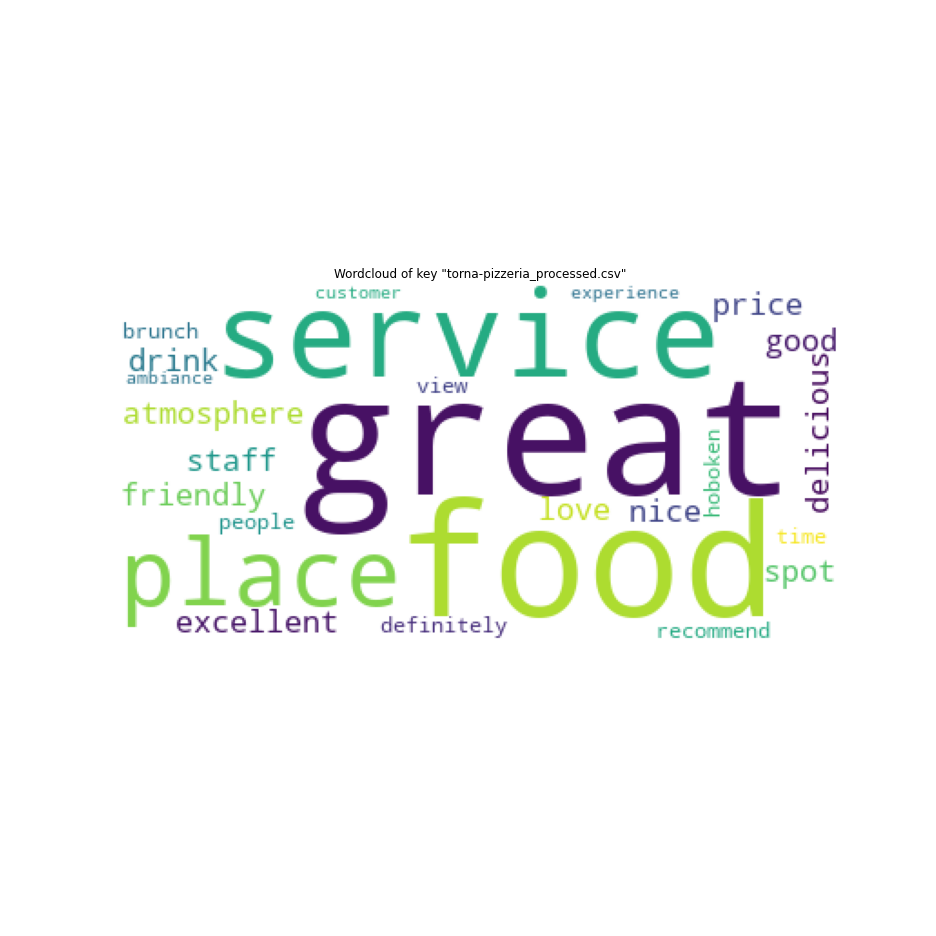 Wordcloud of key "torna-pizzeria_processed.csv"
customer
experience
price
brunch
service
good
drink
ambiance
view
delicious
atmosphere
great
hoboken
staff
friendly
love
nice
people
time
place
food
spot
excellent
definitely
recommend